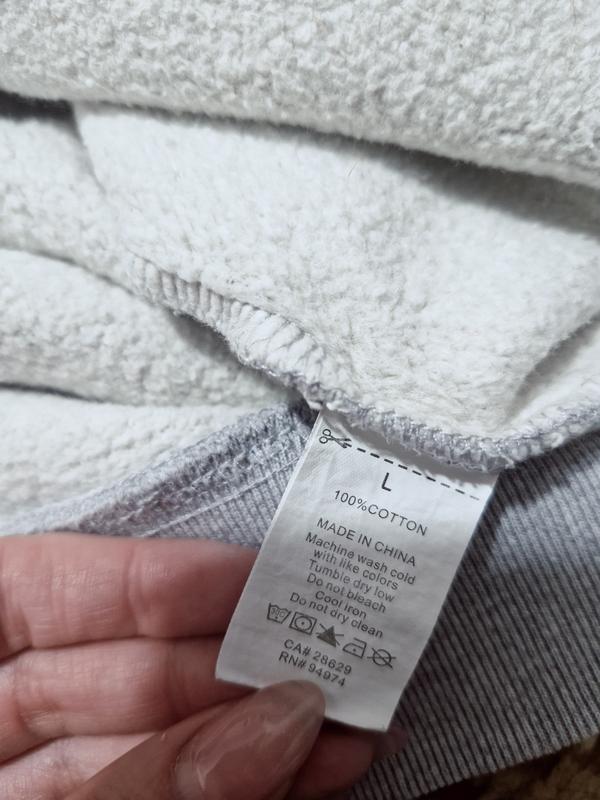 L
100%COTTON
MADE IN CHINA
Machine wash cold
with like colors
Tumble dry low
Do not bleach
Cool iron
Do not dry clean
CA# 28629
RN# 94974